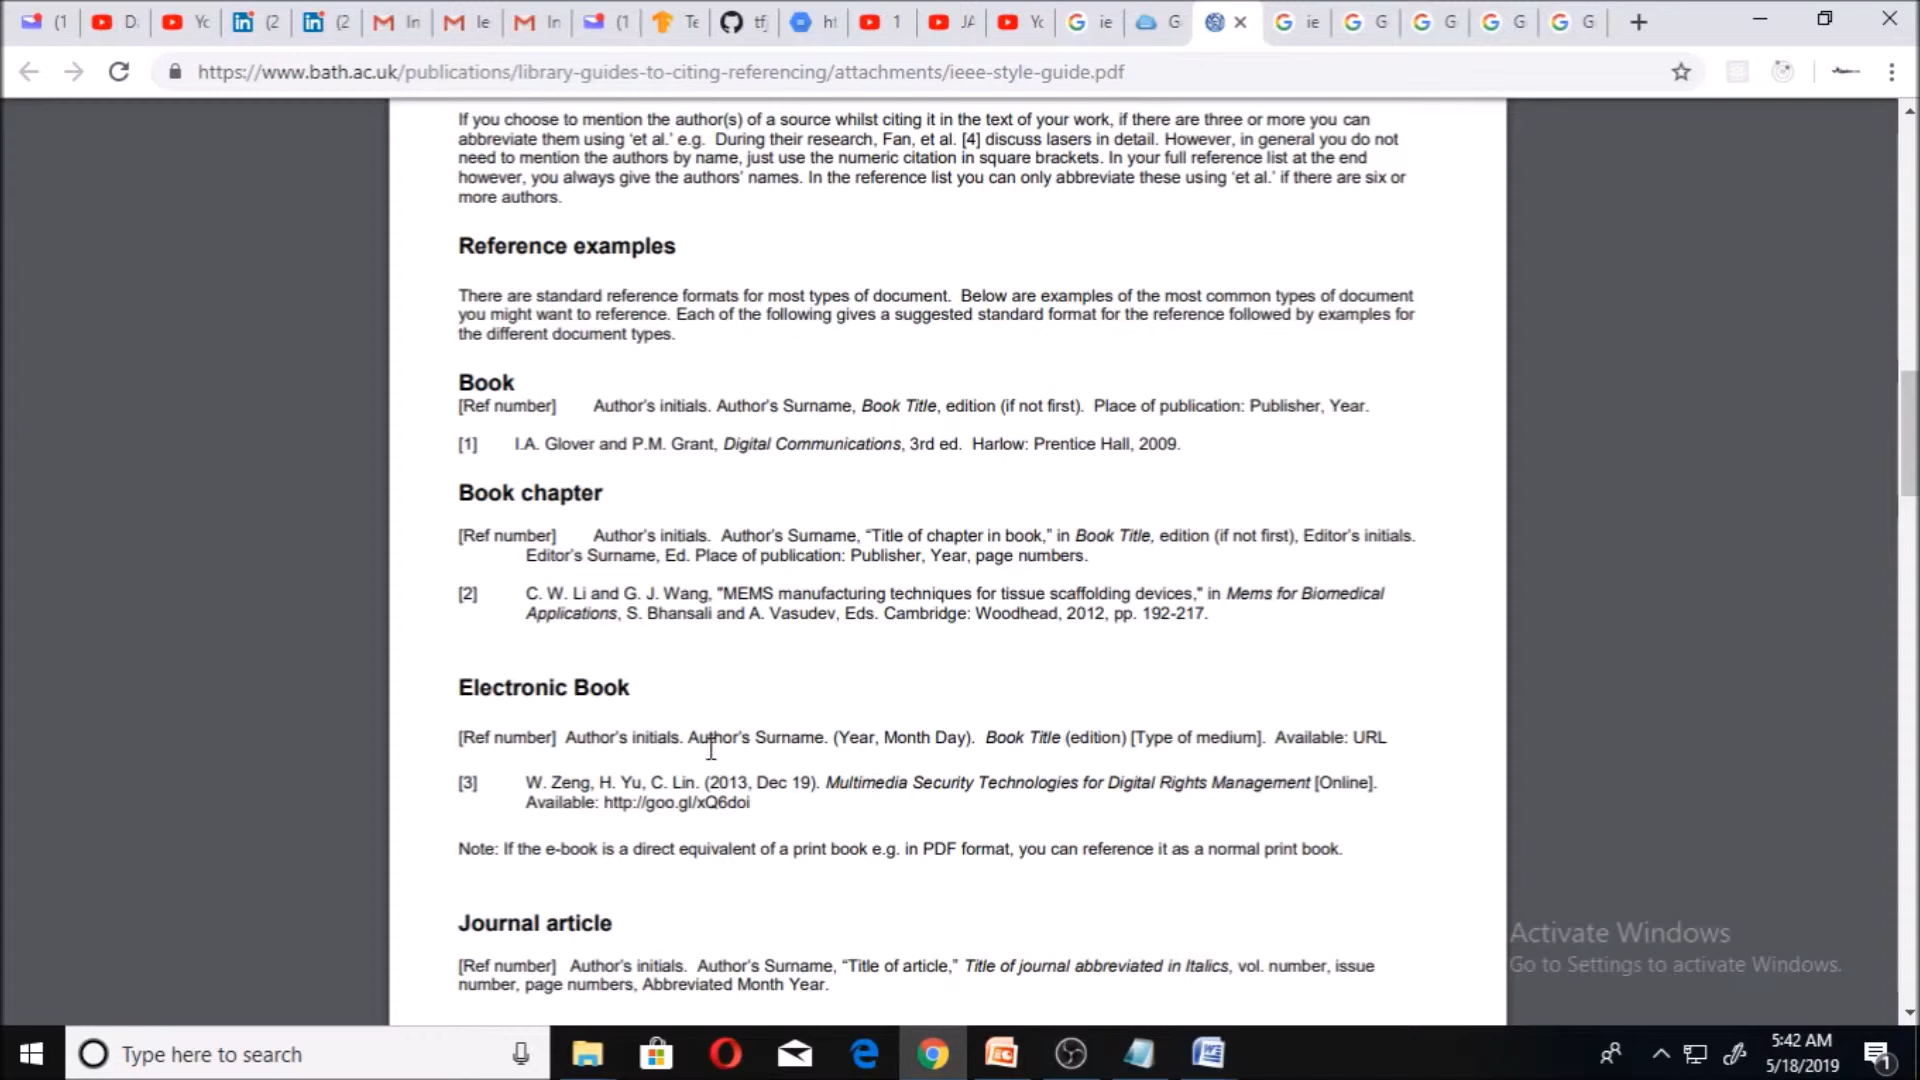 (1
D.
Yc
(2
(2
In
Ie
In
(1
Te
tf.
ht
1
JA
Yc
ie
G
ie
G
G
G
G
https://www.bath.ac.uk/publications/library-guides-to-citing-referencing/attachments/ieee-style-guide.pdf
If you choose to mention the author(s) of a source whilst citing it in the text of your work, if there are three or more you can
abbreviate them using ‘et al.’ e.g. During their research, Fan, et al. [4] discuss lasers in detail. However, in general you do not
need to mention the authors by name, just use the numeric citation in square brackets. In your full reference list at the end
however, you always give the authors’ names. In the reference list you can only abbreviate these using ‘et al.’ if there are six or
more authors.
Reference examples
There are standard reference formats for most types of document. Below are examples of the most common types of document
you might want to reference. Each of the following gives a suggested standard format for the reference followed by examples for
the different document types.
Book
[Ref number] Author’s initials. Author’s Surname, Book Title, edition (if not first). Place of publication: Publisher, Year.
[1] I.A. Glover and P.M. Grant, Digital Communications, 3rd ed. Harlow: Prentice Hall, 2009.
Book chapter
[Ref number] Author’s initials. Author’s Surname, “Title of chapter in book,” in Book Title, edition (if not first), Editor’s initials.
Editor’s Surname, Ed. Place of publication: Publisher, Year, page numbers.
[2] C. W. Li and G. J. Wang, "MEMS manufacturing techniques for tissue scaffolding devices," in Mems for Biomedical
Applications, S. Bhansali and A. Vasudev, Eds. Cambridge: Woodhead, 2012, pp. 192-217.
Electronic Book
[Ref number] Author’s initials. Author’s Surname. (Year, Month Day). Book Title (edition) [Type of medium]. Available: URL
[3] W. Zeng, H. Yu, C. Lin. (2013, Dec 19). Multimedia Security Technologies for Digital Rights Management [Online].
Available: http://goo.gl/xQ6doi
Note: If the e-book is a direct equivalent of a print book e.g. in PDF format, you can reference it as a normal print book.
Journal article
[Ref number] Author’s initials. Author’s Surname, “Title of article,” Title of journal abbreviated in Italics, vol. number, issue
number, page numbers, Abbreviated Month Year.
Activate Windows
Go to Settings to activate Windows.
Type here to search
5:42 AM
5/18/2019
1